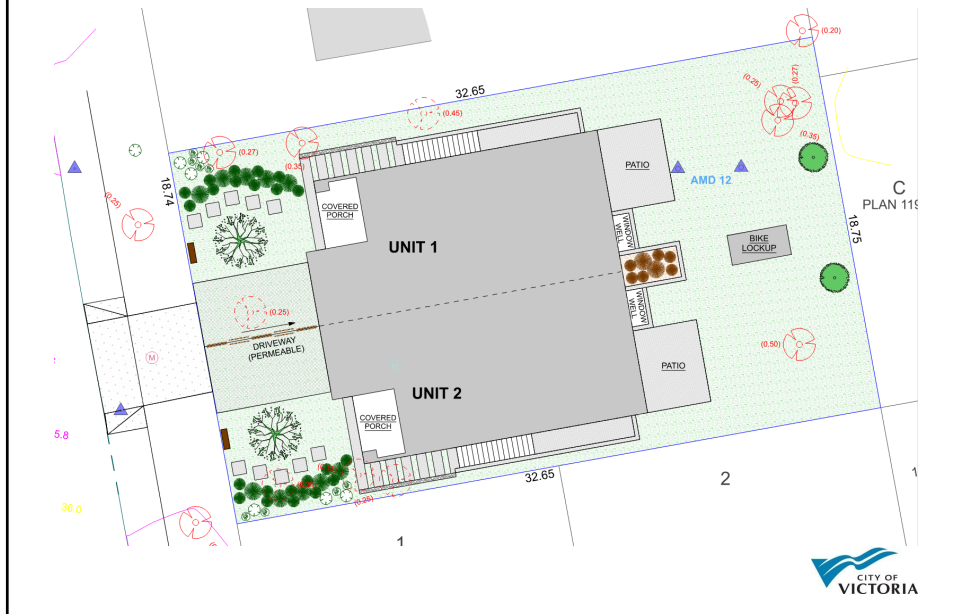 (0.20)
32.65
(0.25)
(0.27)
(0.45)
(0.27)
(0.35)
(0.35)
PATIO
AMD 12
C
PLAN 119
18.74
(0.25)
COVERED
PORCH
UNIT 1
WINDOW
WELL
18.75
BIKE
LOCKUP
(0.25)
DRIVEWAY
(PERMEABLE)
WINDOW
WELL
M
(0.50)
PATIO
UNIT 2
COVERED
PORCH
5.8
32.65
2
(0.25)
36.0
1
CITY OF
VICTORIA